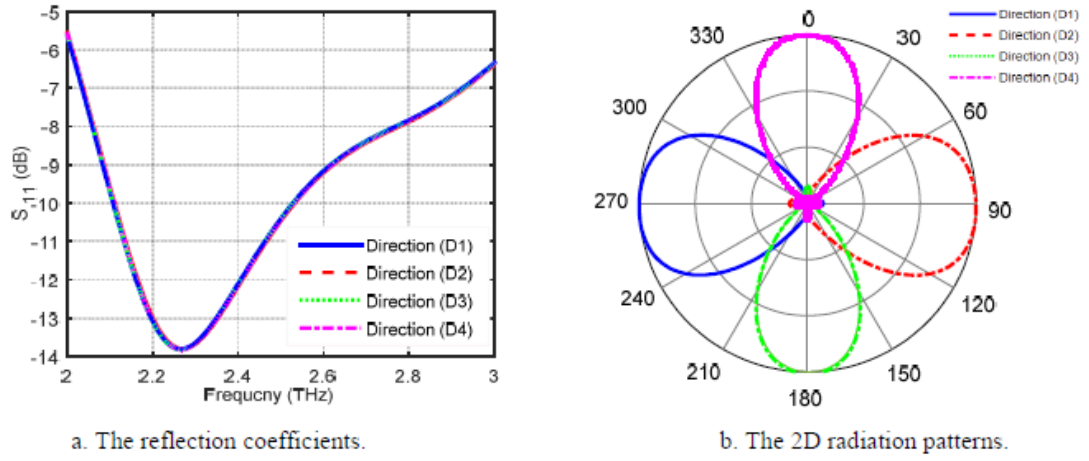 -5
-6
-7
-8
-9
-10
-11
-12
-13
-14
S_11 (dB)
2 2.2 2.4 2.6 2.8 3
Frequcny (THz)
Direction (D1)
Direction (D2)
Direction (D3)
Direction (D4)
a. The reflection coefficients.
0
30
60
90
120
150
180
210
240
270
300
330
Direction (D1)
Direction (D2)
Direction (D3)
Direction (D4)
b. The 2D radiation patterns.